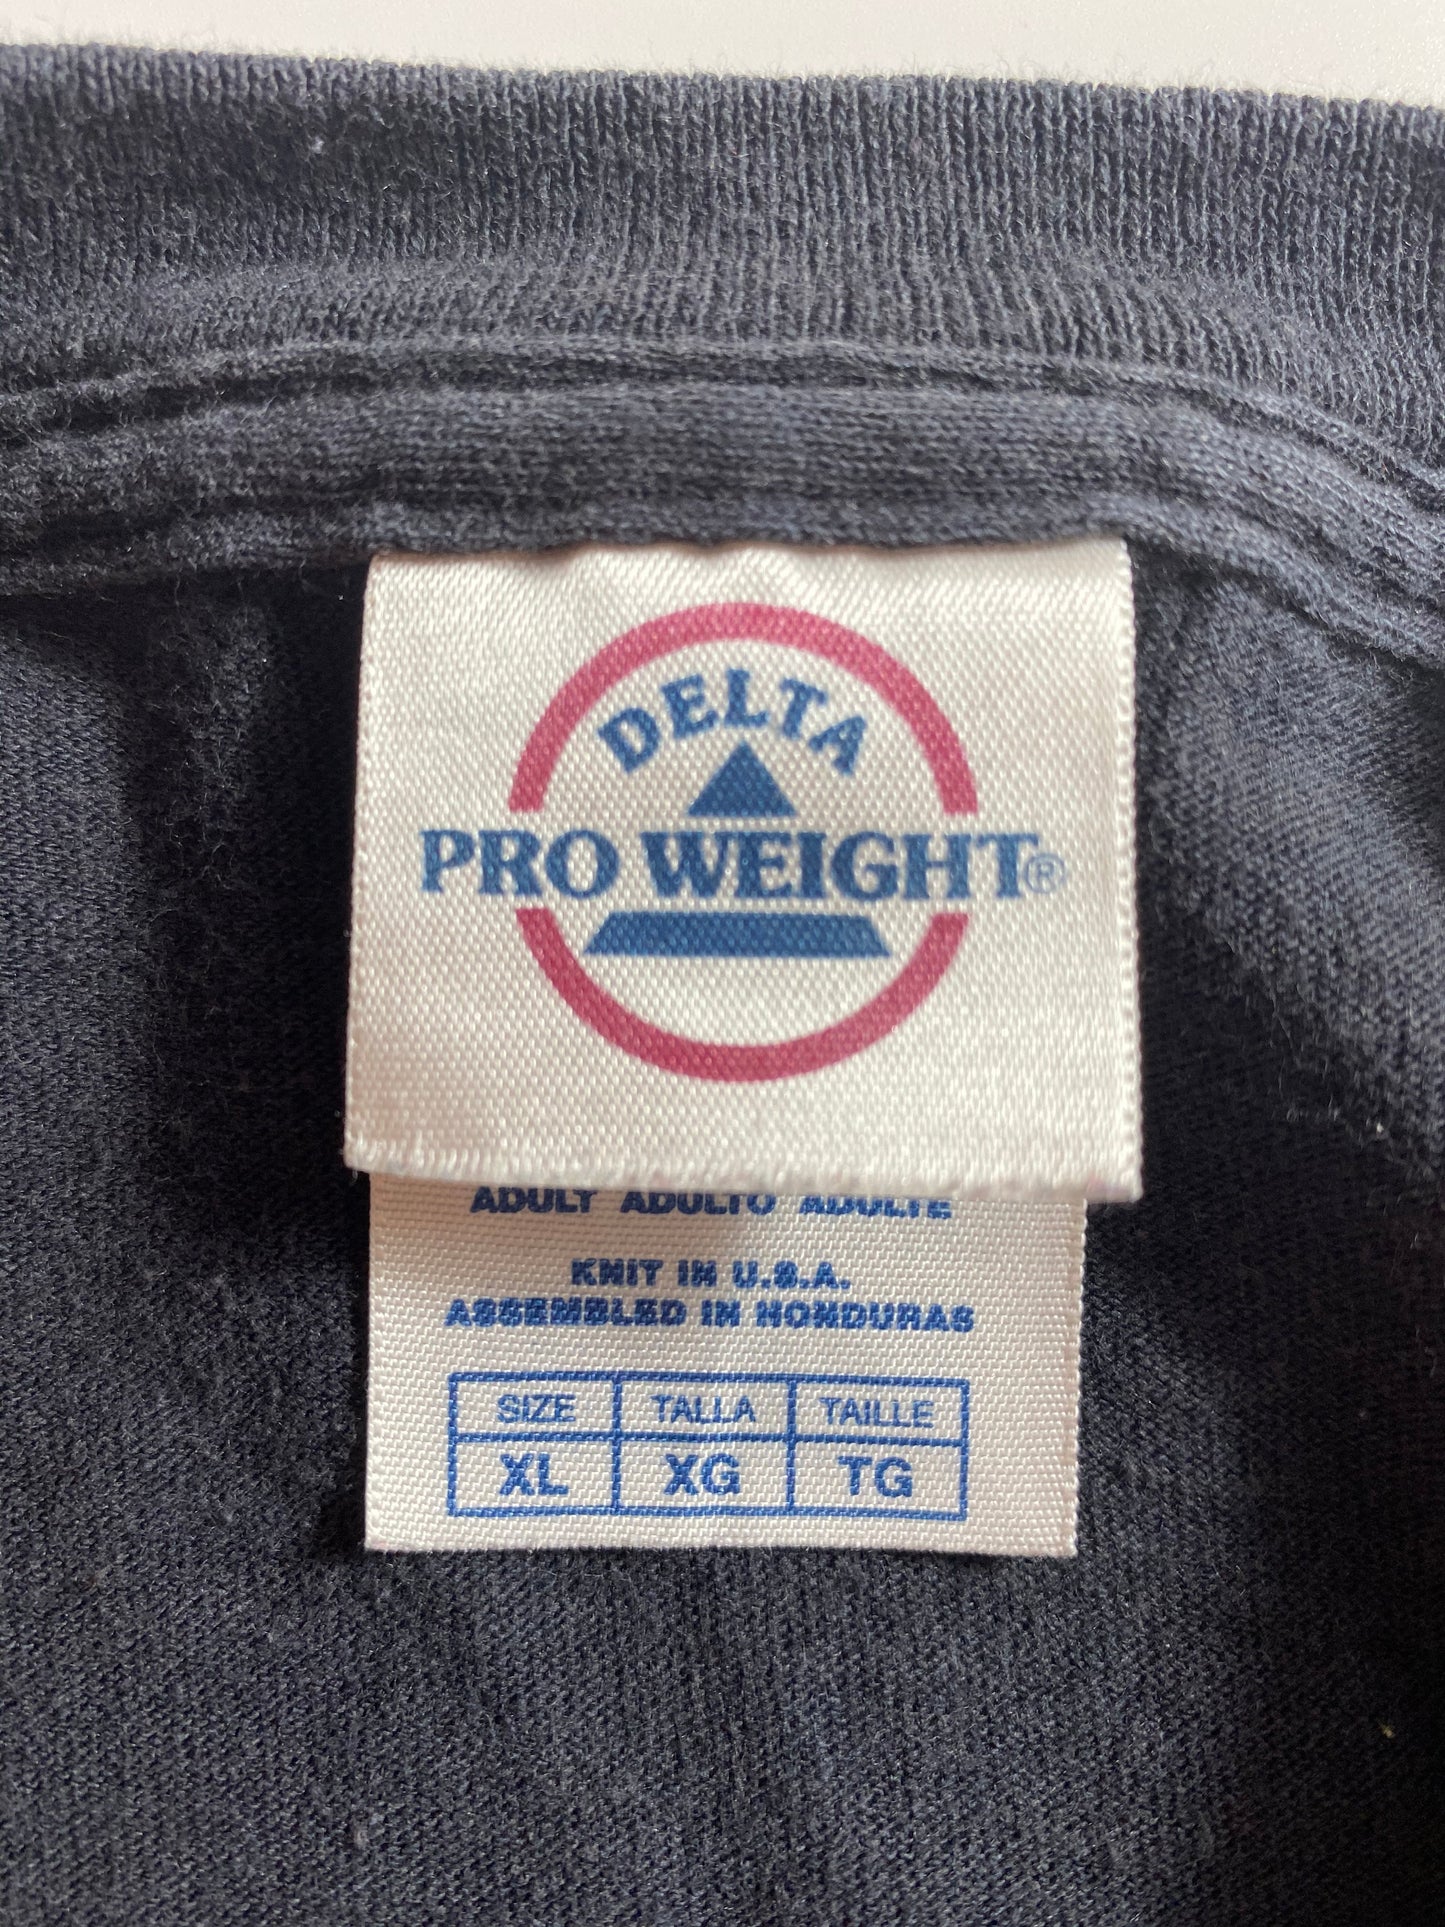 DELTA
PRO WEIGHT®
ADULT ADULTO ADULTE
KNIT IN U.S.A.
ASSEMBLED IN HONDURAS
SIZE TALLA TAILLE
XL XG TG